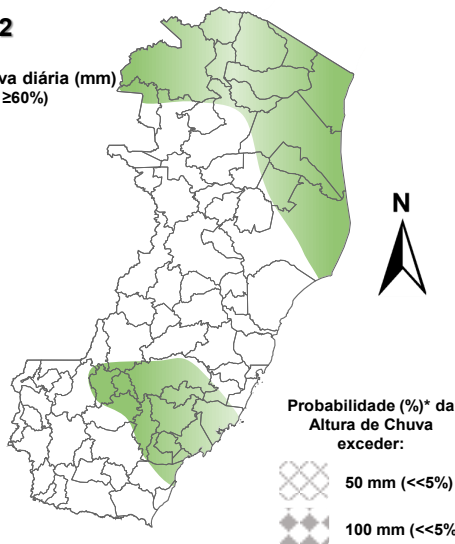 2
va diária (mm)
≥60%)
N
Probabilidade (%)* da
Altura de Chuva
exceder:
50 mm (<<5%)
100 mm (<<5%